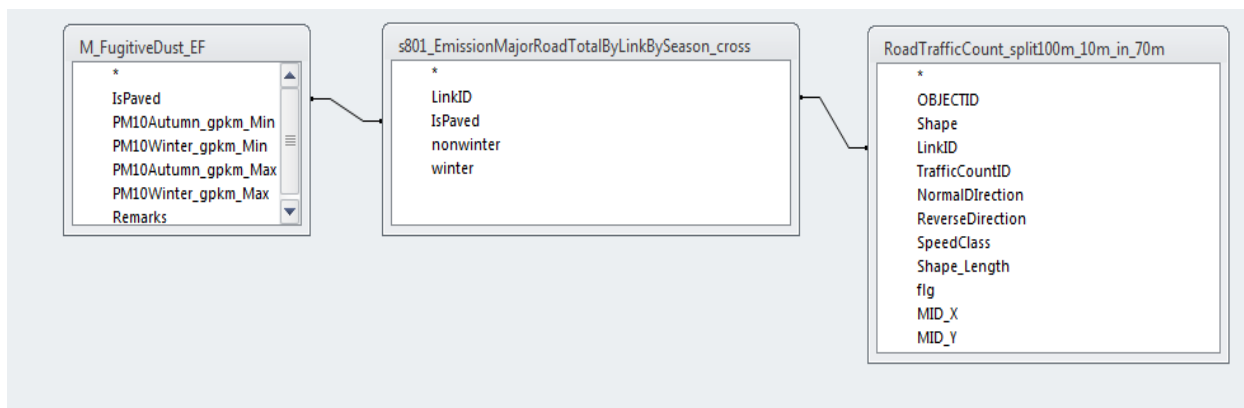 M_FugitiveDust_EF
*
IsPaved
PM10Autumn_gpkm_Min
PM10Winter_gpkm_Min
PM10Autumn_gpkm_Max
PM10Winter_gpkm_Max
Remarks
s801_EmissionMajorRoadTotalByLinkBySeason_cross
*
LinkID
IsPaved
nonwinter
winter
RoadTrafficCount_split100m_10m_in_70m
*
OBJECTID
Shape
LinkID
TrafficCountID
NormalDIrection
ReverseDirection
SpeedClass
Shape_Length
flg
MID_X
MID_Y